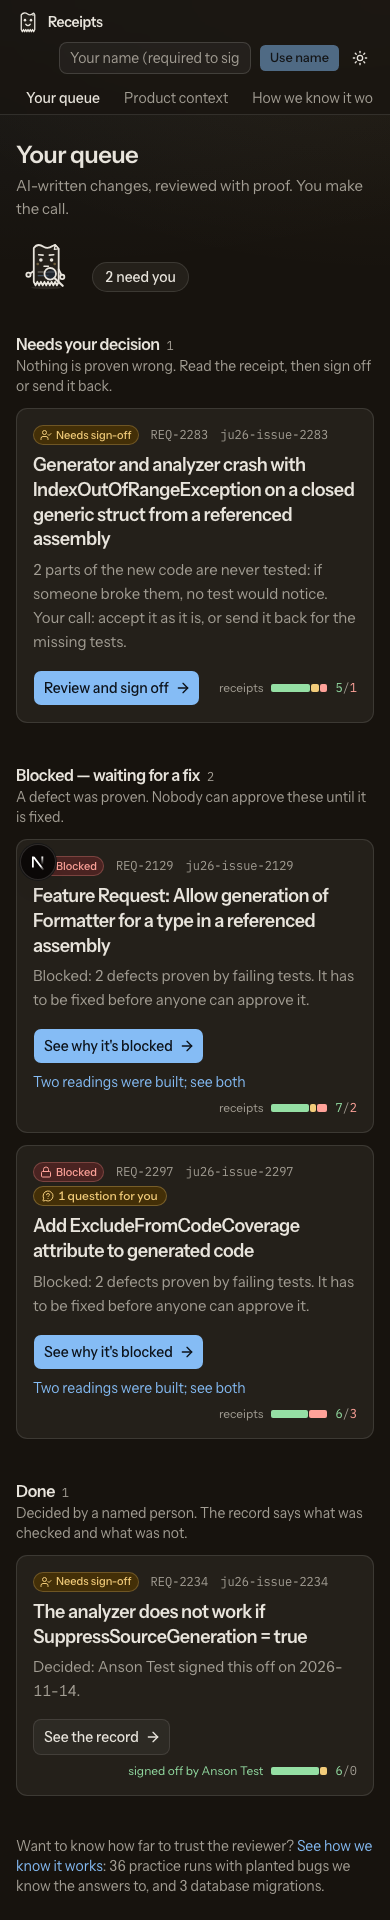 Receipts
Your name (required to sig
Use name
Your queue
Product context
How we know it wo
Your queue
AI-written changes, reviewed with proof. You make
the call.
2 need you
Needs your decision 1
Nothing is proven wrong. Read the receipt, then sign off
or send it back.
Needs sign-off REQ-2283 ju26-issue-2283
Generator and analyzer crash with
IndexOutOfRangeException on a closed
generic struct from a referenced
assembly
2 parts of the new code are never tested: if
someone broke them, no test would notice.
Your call: accept it as it is, or send it back for the
missing tests.
Review and sign off → receipts 5/1
Blocked — waiting for a fix 2
A defect was proven. Nobody can approve these until it
is fixed.
N
Blocked REQ-2129 ju26-issue-2129
Feature Request: Allow generation of
Formatter for a type in a referenced
assembly
Blocked: 2 defects proven by failing tests. It has
to be fixed before anyone can approve it.
See why it's blocked →
Two readings were built; see both
receipts 7/2
Blocked REQ-2297 ju26-issue-2297
1 question for you
Add ExcludeFromCodeCoverage
attribute to generated code
Blocked: 2 defects proven by failing tests. It has
to be fixed before anyone can approve it.
See why it's blocked →
Two readings were built; see both
receipts 6/3
Done 1
Decided by a named person. The record says what was
checked and what was not.
Needs sign-off REQ-2234 ju26-issue-2234
The analyzer does not work if
SuppressSourceGeneration = true
Decided: Anson Test signed this off on 2026-
11-14.
See the record →
signed off by Anson Test 6/0
Want to know how far to trust the reviewer? See how we
know it works: 36 practice runs with planted bugs we
know the answers to, and 3 database migrations.